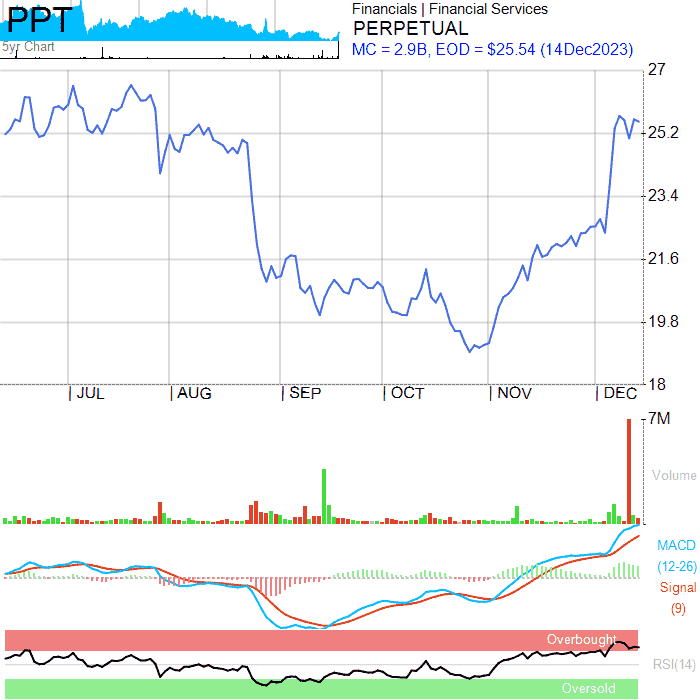 PPT
5yr Chart
Financials | Financial Services
PERPETUAL
MC = 2.9B, EOD = $25.54 (14Dec2023)
27
25.2
23.4
21.6
19.8
18
JUL AUG SEP OCT NOV DEC
7M
Volume
MACD
(12-26)
Signal
(9)
Overbought
RSI(14)
Oversold